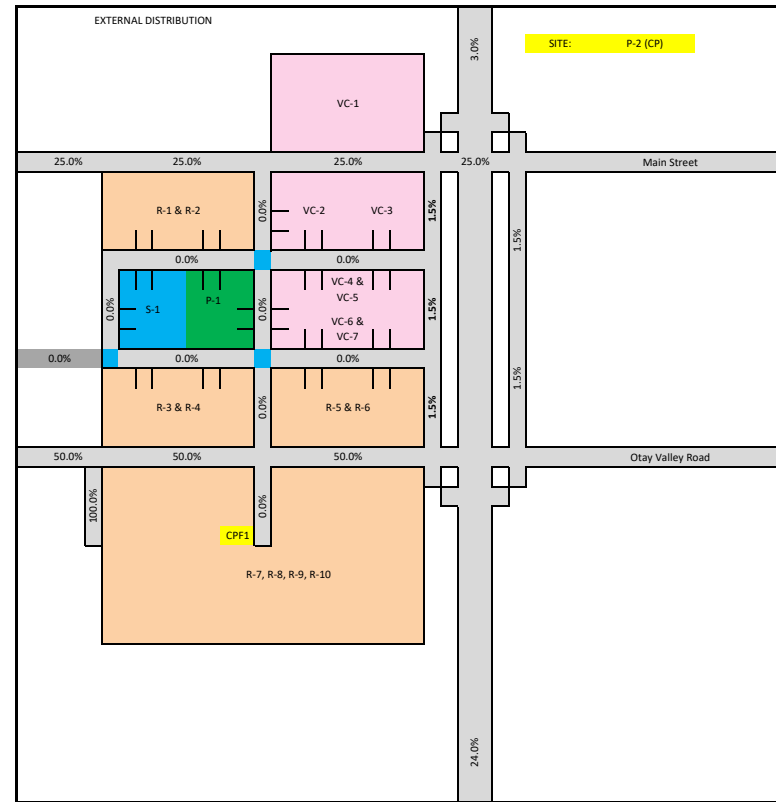 EXTERNAL DISTRIBUTION
3.0%
SITE: P-2 (CP)
VC-1
25.0% 25.0% 25.0% 25.0% Main Street
R-1 & R-2
0.0%
VC-2 VC-3
1.5%
1.5%
0.0% 0.0%
0.0%
S-1
P-1
0.0%
VC-4 &
VC-5
VC-6 &
VC-7
1.5%
0.0% 0.0% 0.0%
R-3 & R-4
0.0%
R-5 & R-6
1.5%
1.5%
50.0% 50.0% 50.0% Otay Valley Road
100.0%
0.0%
CPF1
R-7, R-8, R-9, R-10
24.0%